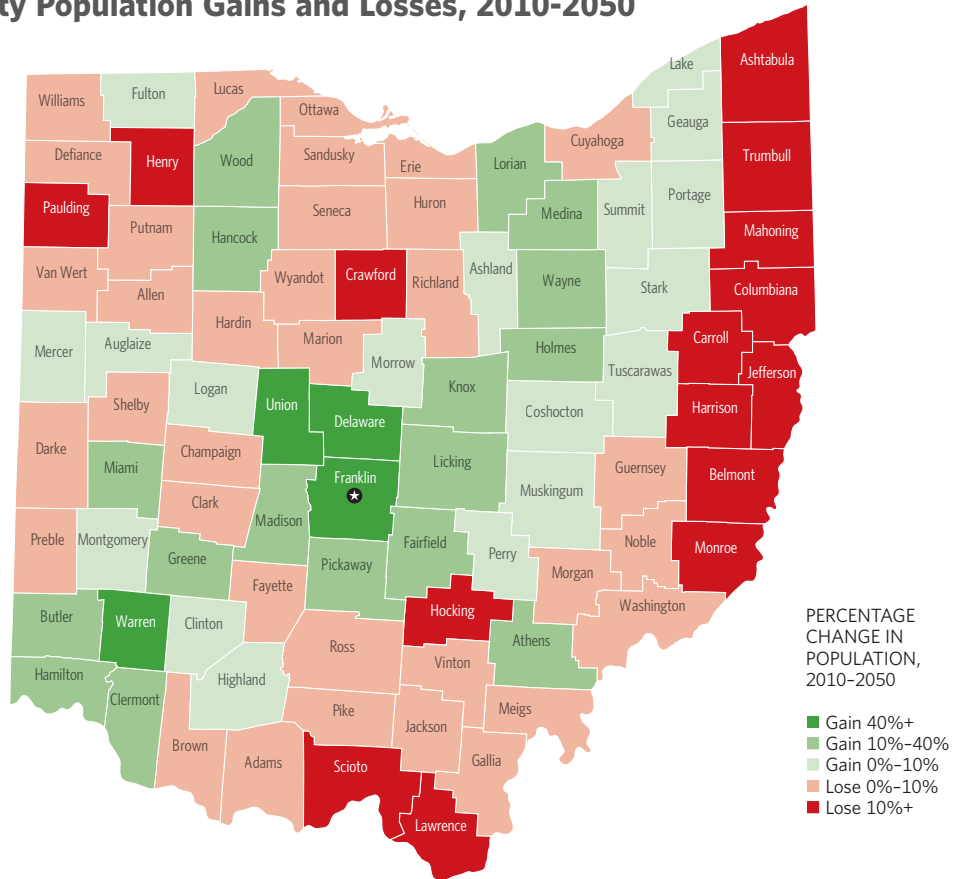 ty Population Gains and Losses, 2010-2050
Lake
Ashtabula
Williams
Fulton
Lucas
Ottawa
Geauga
Cuyahoga
Defiance
Henry
Wood
Sandusky
Erie
Lorian
Trumbull
Paulding
Putnam
Hancock
Seneca
Huron
Medina
Summit
Portage
Mahoning
Van Wert
Allen
Wyandot
Crawford
Richland
Ashland
Wayne
Stark
Columbiana
Mercer
Auglaize
Hardin
Marion
Morrow
Holmes
Tuscarawas
Carroll
Jefferson
Shelby
Logan
Union
Delaware
Knox
Coshocton
Harrison
Darke
Miami
Champaign
Franklin
Licking
Muskingum
Guernsey
Belmont
Clark
Madison
Preble
Montgomery
Greene
Pickaway
Fairfield
Perry
Morgan
Noble
Monroe
Fayette
Washington
Butler
Warren
Clinton
Ross
Hocking
Athens
Vinton
Hamilton
Clermont
Highland
Pike
Jackson
Meigs
Brown
Adams
Scioto
Gallia
Lawrence
PERCENTAGE
CHANGE IN
POPULATION,
2010–2050
Gain 40%+
Gain 10%–40%
Gain 0%–10%
Lose 0%–10%
Lose 10%+